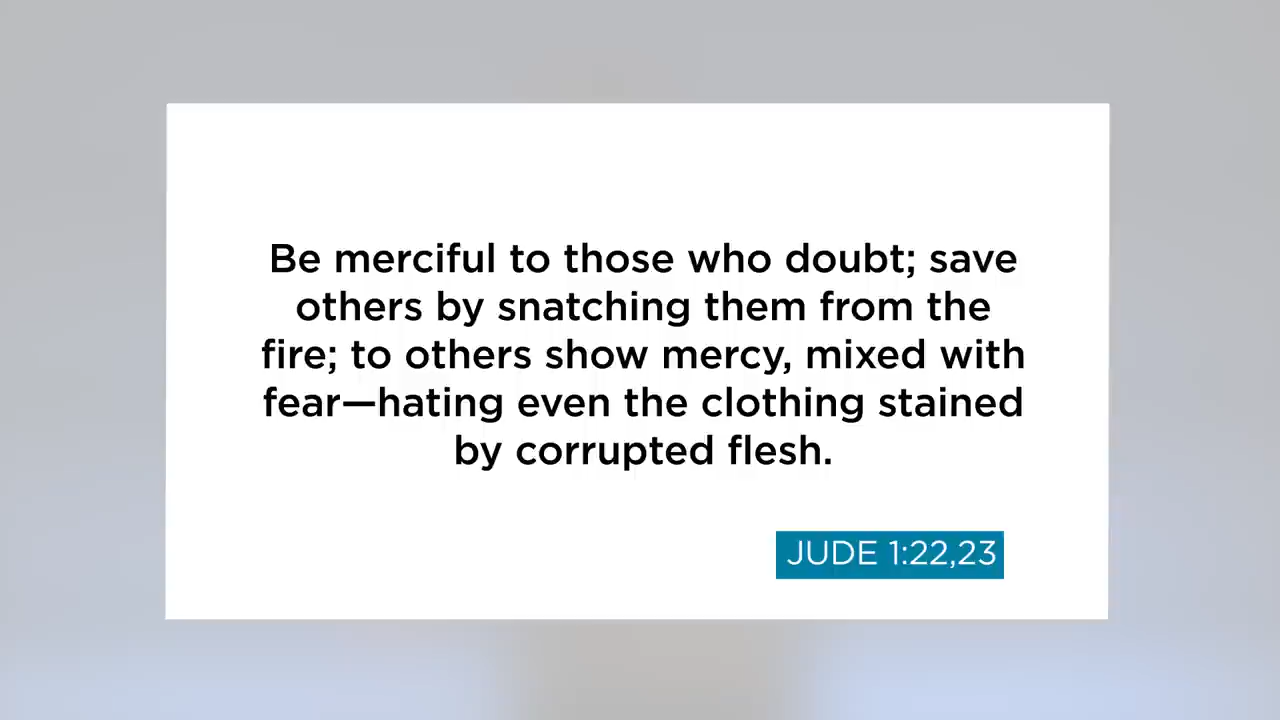 Be merciful to those who doubt; save
others by snatching them from the
fire; to others show mercy, mixed with
fear—hating even the clothing stained
by corrupted flesh.
JUDE 1:22,23